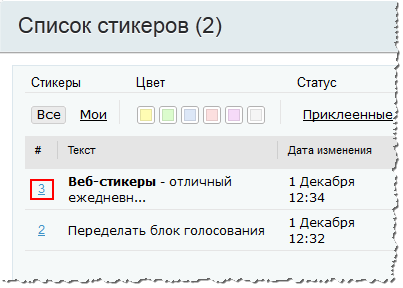 Список стикеров (2)
Стикеры Цвет Статус
Все Мои Приклеенные
# Текст Дата изменения
3 Веб-стикеры - отличный 1 Декабря
ежедневн... 12:34
2 Переделать блок голосования 1 Декабря
12:32